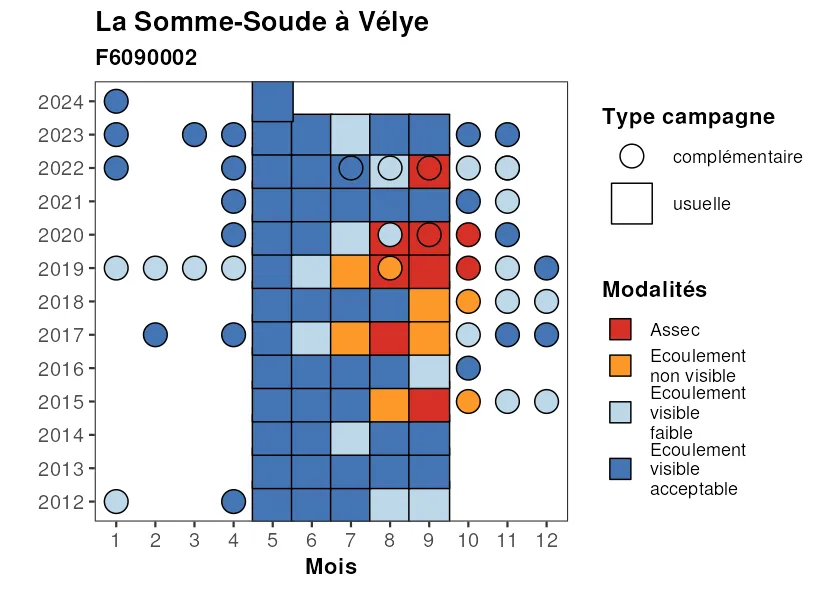 La Somme-Soude à Vélye
F6090002
2024
2023
2022
2021
2020
2019
2018
2017
2016
2015
2014
2013
2012
1 2 3 4 5 6 7 8 9 10 11 12
Mois
Type campagne
complémentaire
usuelle
Modalités
Assec
Ecoulement
non visible
Ecoulement
visible
faible
Ecoulement
visible
acceptable